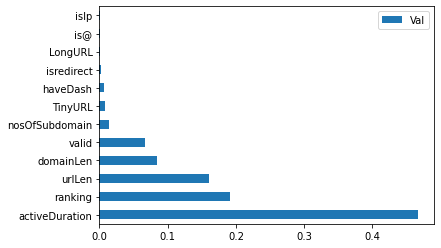 isIp
is@
LongURL
isredirect
haveDash
TinyURL
nosOfSubdomain
valid
domainLen
urlLen
ranking
activeDuration
Val
0.0 0.1 0.2 0.3 0.4